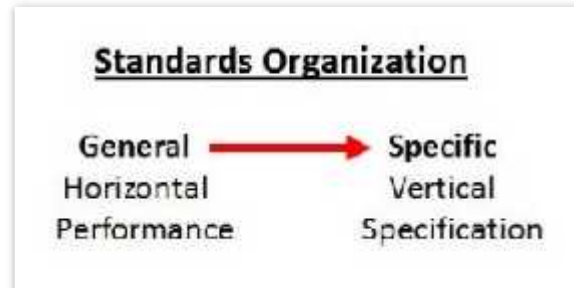 Standards Organization
General Specific
Horizontal Vertical
Performance Specification